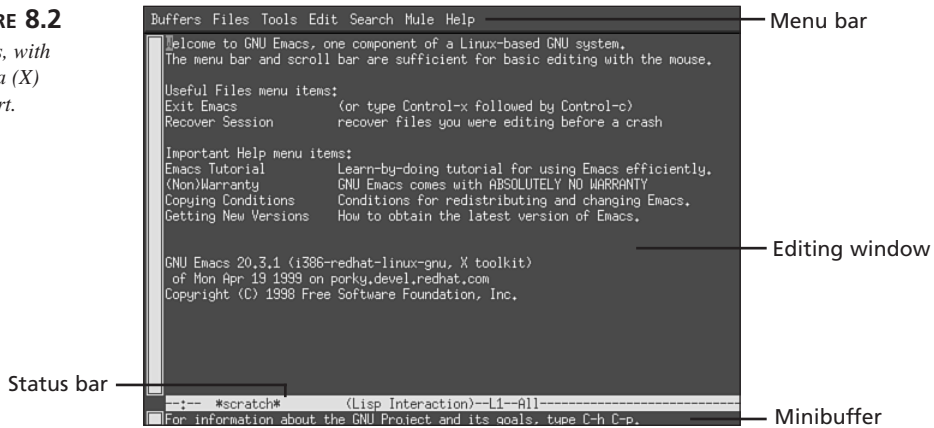 RE 8.2
s, with
a (X)
rt.
Buffers Files Tools Edit Search Mule Help
Menu bar
Welcome to GNU Emacs, one component of a Linux-based GNU system.
The menu bar and scroll bar are sufficient for basic editing with the mouse.
Useful Files menu items:
Exit Emacs (or type Control-x followed by Control-c)
Recover Session recover files you were editing before a crash
Important Help menu items:
Emacs Tutorial Learn-by-doing tutorial for using Emacs efficiently.
(Non)Warranty GNU Emacs comes with ABSOLUTELY NO WARRANTY
Copying Conditions Conditions for redistributing and changing Emacs.
Getting New Versions How to obtain the latest version of Emacs.
Editing window
GNU Emacs 20.3.1 (i386-redhat-linux-gnu, X toolkit)
of Mon Apr 19 1999 on porky.devel.redhat.com
Copyright (C) 1998 Free Software Foundation, Inc.
Status bar
--:-- *scratch* (Lisp Interaction)--L1--All--------------------------
For information about the GNU Project and its goals, type C-h C-p.
Minibuffer